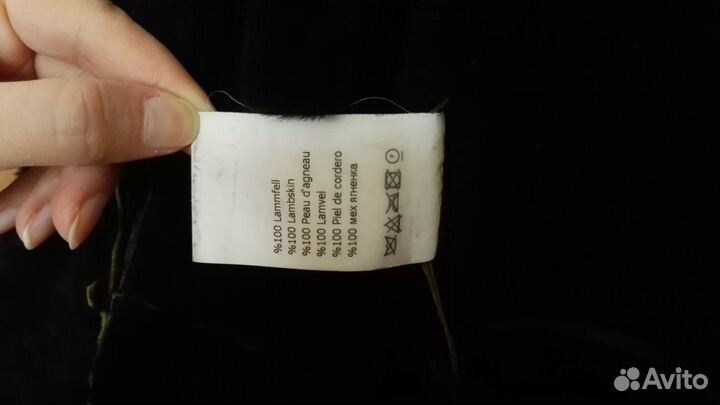 %100 Lammfell
%100 Lambskin
%100 Peau d'agneau
%100 Lamvel
%100 Piel de cordero
%100 мех ягненка
Avito